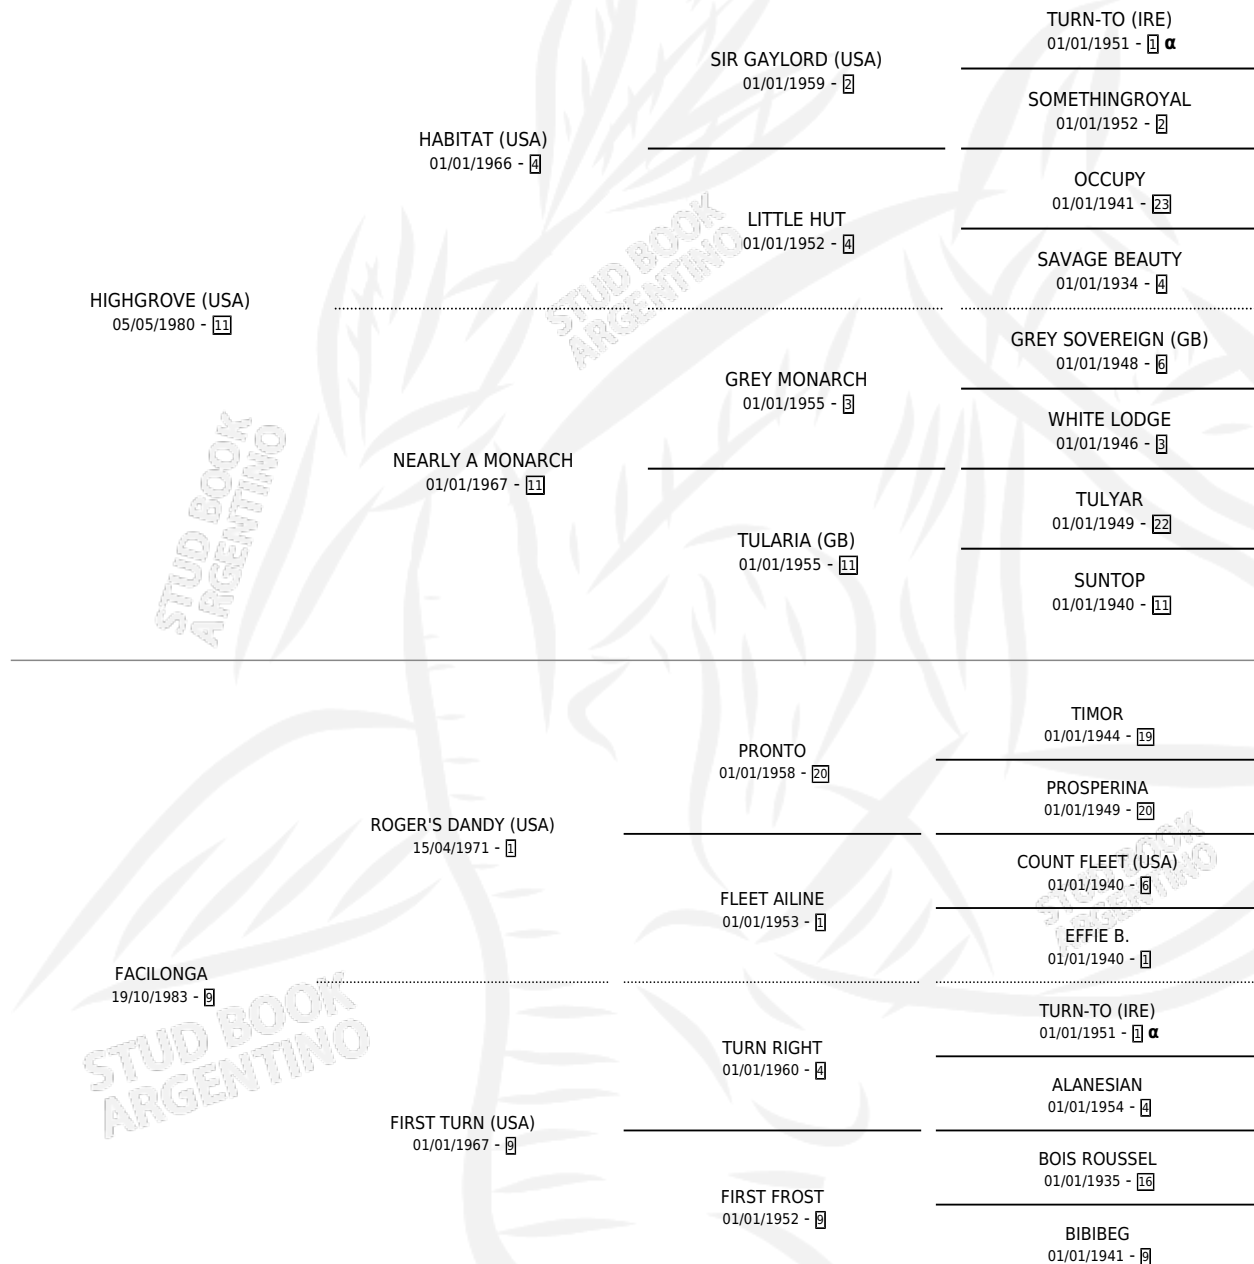 TURN-TO (IRE)
01/01/1951 - 1 α
SIR GAYLORD (USA)
01/01/1959 - 2
SOMETHINGROYAL
01/01/1952 - 2
HABITAT (USA)
01/01/1966 - 4
OCCUPY
01/01/1941 - 23
LITTLE HUT
01/01/1952 - 4
SAVAGE BEAUTY
01/01/1934 - 4
HIGHGROVE (USA)
05/05/1980 - 11
GREY SOVEREIGN (GB)
01/01/1948 - 6
GREY MONARCH
01/01/1955 - 3
WHITE LODGE
01/01/1946 - 3
NEARLY A MONARCH
01/01/1967 - 11
TULYAR
01/01/1949 - 22
TULARIA (GB)
01/01/1955 - 11
SUNTOP
01/01/1940 - 11
TIMOR
01/01/1944 - 19
PRONTO
01/01/1958 - 20
PROSPERINA
01/01/1949 - 20
ROGER'S DANDY (USA)
15/04/1971 - 1
COUNT FLEET (USA)
01/01/1940 - 6
FLEET AILINE
01/01/1953 - 1
EFFIE B.
01/01/1940 - 1
FACILONGA
19/10/1983 - 9
TURN-TO (IRE)
01/01/1951 - 1 α
TURN RIGHT
01/01/1960 - 4
ALANESIAN
01/01/1954 - 4
FIRST TURN (USA)
01/01/1967 - 9
BOIS ROUSSEL
01/01/1935 - 16
FIRST FROST
01/01/1952 - 9
BIBIBEG
01/01/1941 - 9
STUD BOOK
ARGENTINO
STUD BOOK
ARGENTINO
STUD BOOK
ARGENTINO
STUD BOOK
ARGENTINO